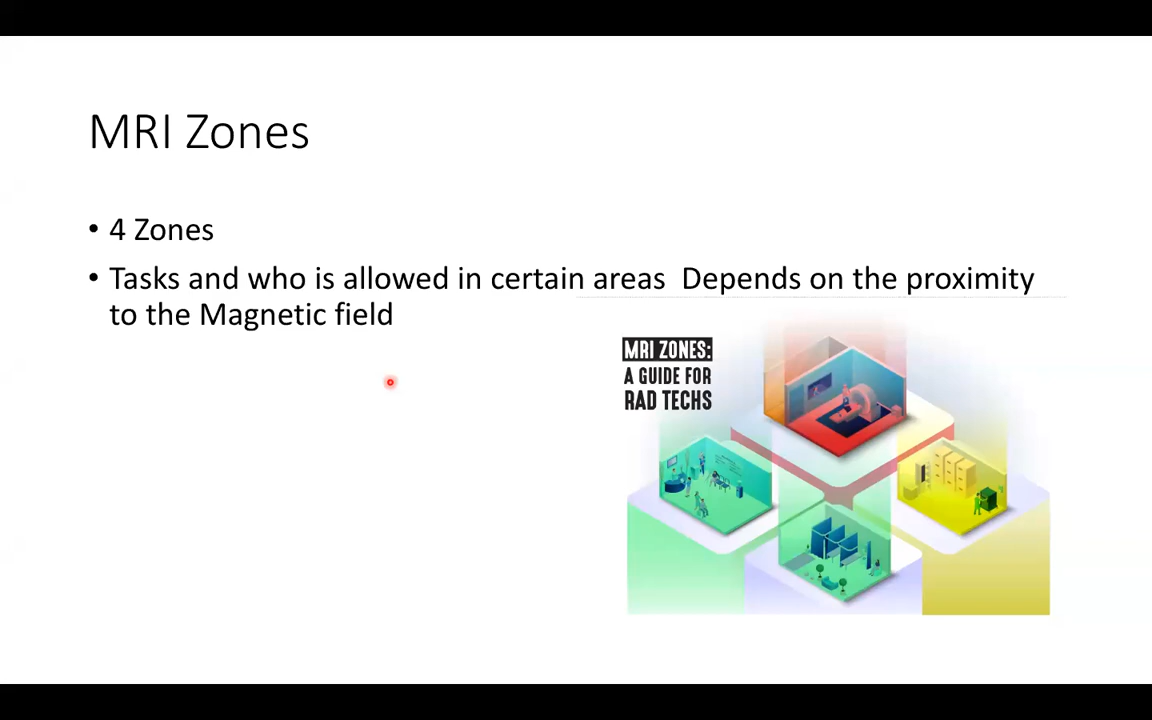 MRI Zones
• 4 Zones
• Tasks and who is allowed in certain areas  Depends on the proximity
to the Magnetic field
MRI ZONES:
A GUIDE FOR
RAD TECHS